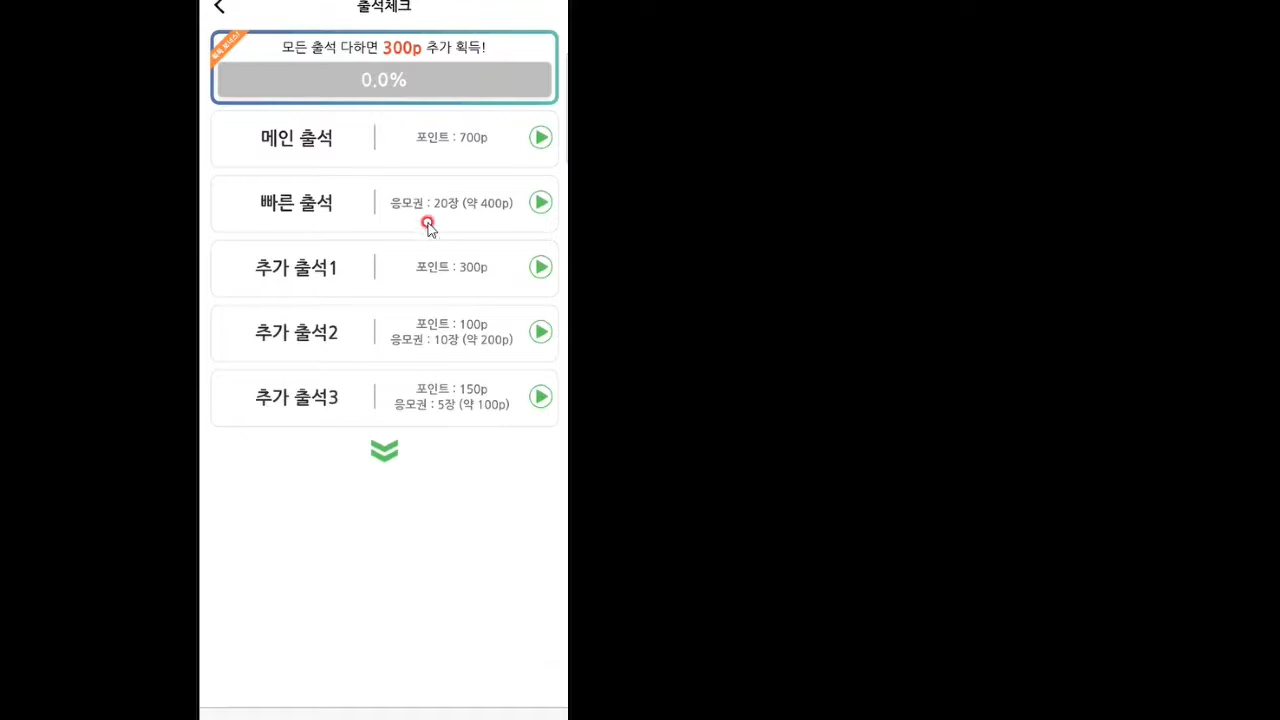 출석체크
모든 출석 다하면 300p 추가 획득!
0.0%
메인 출석
포인트 : 700p
빠른 출석
응모권 : 20장 (약 400p)
추가 출석1
포인트 : 300p
추가 출석2
포인트 : 100p
응모권 : 10장 (약 200p)
추가 출석3
포인트 : 150p
응모권 : 5장 (약 100p)